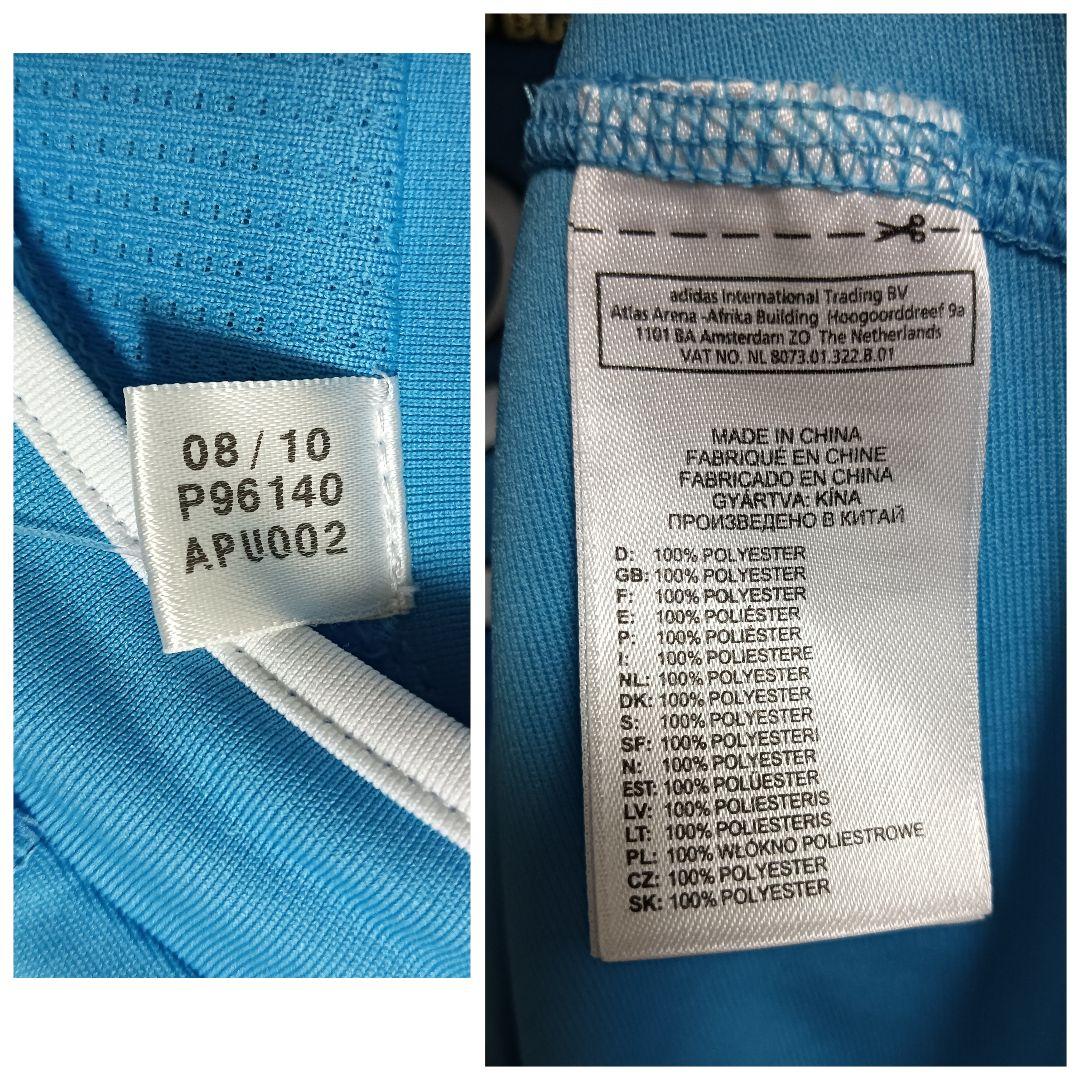 08/10
P96140
APU002
adidas International Trading BV
Atlas Arena -Afrika Building Hoogoorddreef 9a
1101 BA Amsterdam ZO The Netherlands
VAT NO. NL 8073.01.322.B.01
MADE IN CHINA
FABRIQUÉ EN CHINE
FABRICADO EN CHINA
GYÁRTVA: KÍNA
ПРОИЗВЕДЕНО В КИТАЙ
D: 100% POLYESTER
GB: 100% POLYESTER
F: 100% POLYESTER
E: 100% POLIÉSTER
P: 100% POLIÉSTER
I: 100% POLIESTERE
NL: 100% POLYESTER
DK: 100% POLYESTER
S: 100% POLYESTER
SF: 100% POLYESTERI
N: 100% POLYESTER
EST: 100% POLÜESTER
LV: 100% POLIESTERIS
LT: 100% POLIESTERIS
PL: 100% WŁÓKNO POLIESTROWE
CZ: 100% POLYESTER
SK: 100% POLYESTER